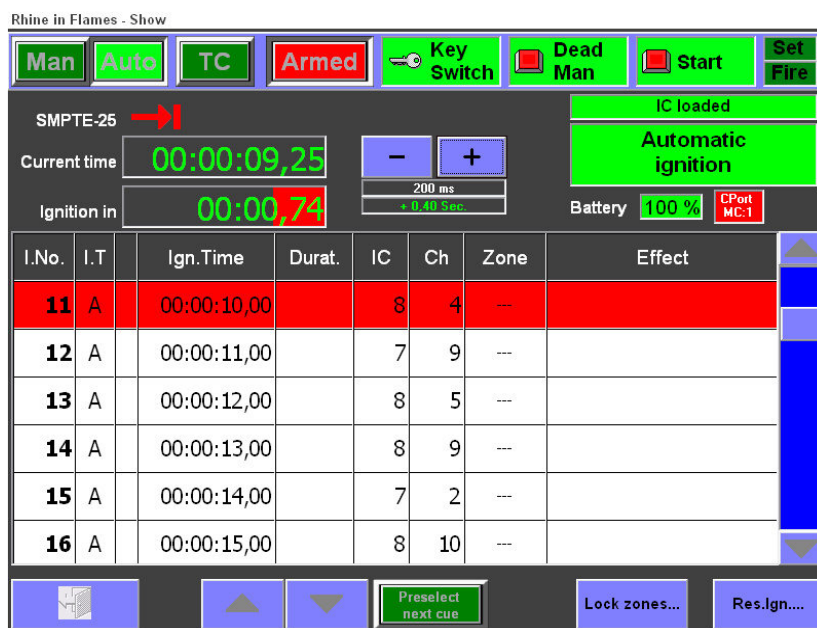 Rhine in Flames - Show
Man Auto TC Armed Key Switch Dead Man Start Set Fire
IC loaded
SMPTE-25
Automatic ignition
Current time 00:00:09,25 - +
200 ms
+ 0,40 Sec.
Ignition in 00:00,74
Battery 100 % CPort MC:1
I.No. I.T Ign.Time Durat. IC Ch Zone Effect
11 A 00:00:10,00 8 4 ---
12 A 00:00:11,00 7 9 ---
13 A 00:00:12,00 8 5 ---
14 A 00:00:13,00 8 9 ---
15 A 00:00:14,00 7 2 ---
16 A 00:00:15,00 8 10 ---
Preselect next cue Lock zones... Res.Ign....